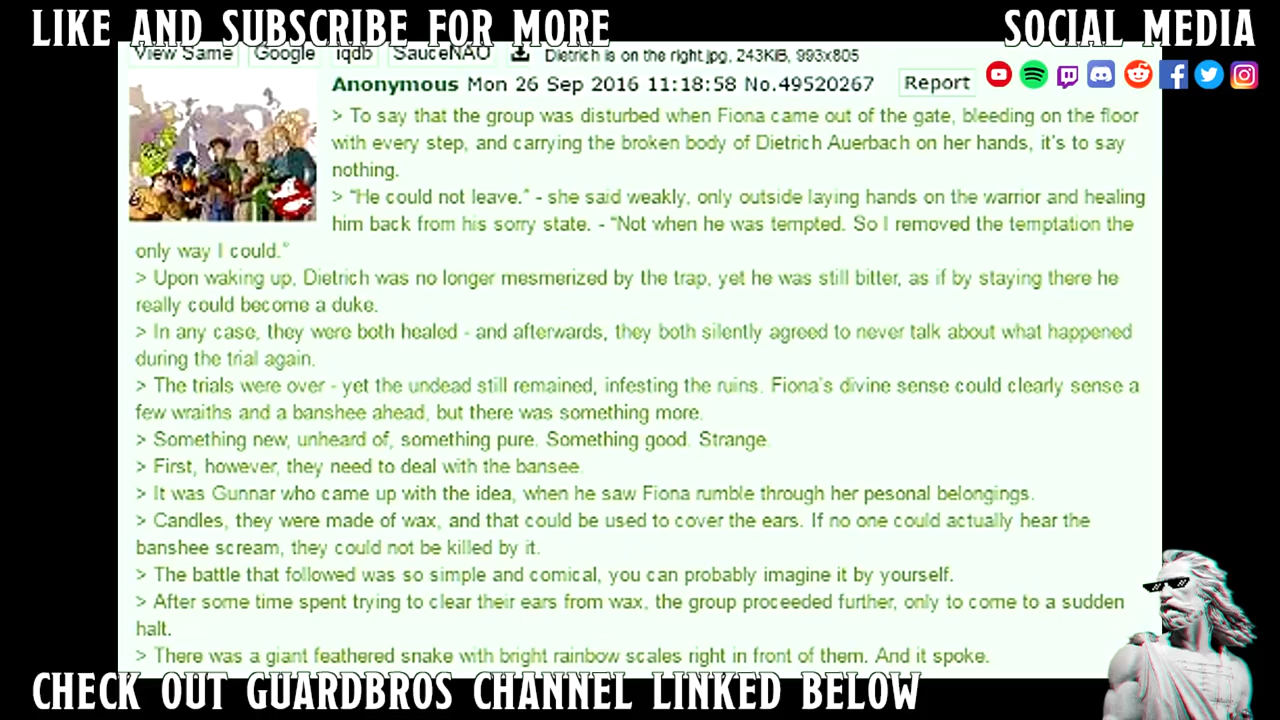 LIKE AND SUBSCRIBE FOR MORE
SOCIAL MEDIA
View Same Google iqdb SauceNAO Dietrich is on the right.jpg, 243KiB, 993x805
Anonymous Mon 26 Sep 2016 11:18:58 No.49520267 Report
> To say that the group was disturbed when Fiona came out of the gate, bleeding on the floor
with every step, and carrying the broken body of Dietrich Auerbach on her hands, it's to say
nothing.
> "He could not leave." - she said weakly, only outside laying hands on the warrior and healing
him back from his sorry state. - "Not when he was tempted. So I removed the temptation the
only way I could."
> Upon waking up, Dietrich was no longer mesmerized by the trap, yet he was still bitter, as if by staying there he
really could become a duke.
> In any case, they were both healed - and afterwards, they both silently agreed to never talk about what happened
during the trial again.
> The trials were over - yet the undead still remained, infesting the ruins. Fiona's divine sense could clearly sense a
few wraiths and a banshee ahead, but there was something more.
> Something new, unheard of, something pure. Something good. Strange.
> First, however, they need to deal with the bansee.
> It was Gunnar who came up with the idea, when he saw Fiona rumble through her pesonal belongings.
> Candles, they were made of wax, and that could be used to cover the ears. If no one could actually hear the
banshee scream, they could not be killed by it.
> The battle that followed was so simple and comical, you can probably imagine it by yourself.
> After some time spent trying to clear their ears from wax, the group proceeded further, only to come to a sudden
halt.
> There was a giant feathered snake with bright rainbow scales right in front of them. And it spoke.
CHECK OUT GUARDBROS CHANNEL LINKED BELOW